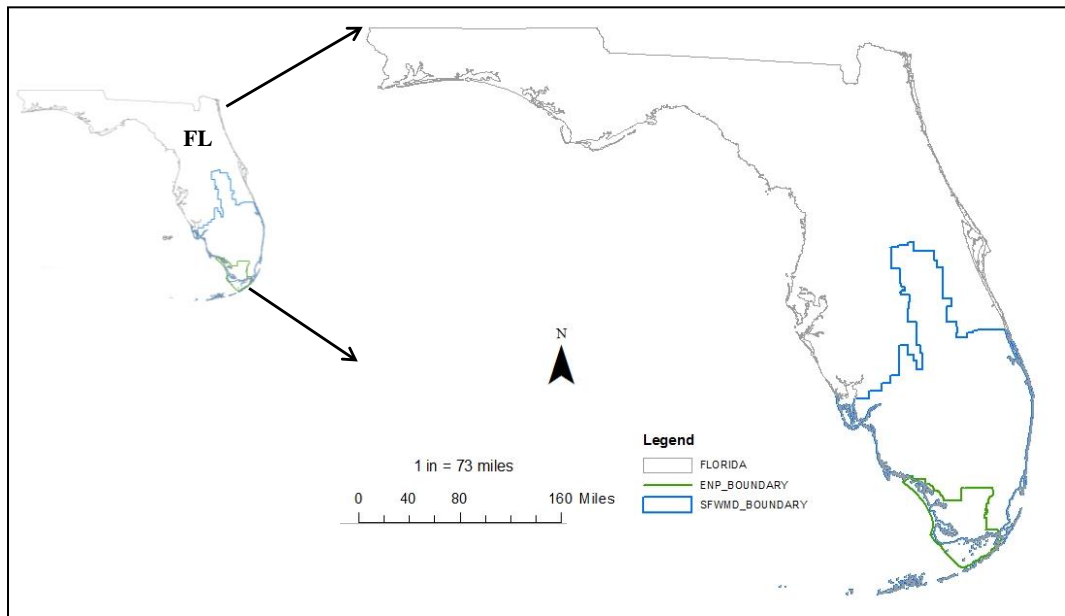 FL
N
1 in = 73 miles
0 40 80 160 Miles
Legend
FLORIDA
ENP_BOUNDARY
SFWMD_BOUNDARY